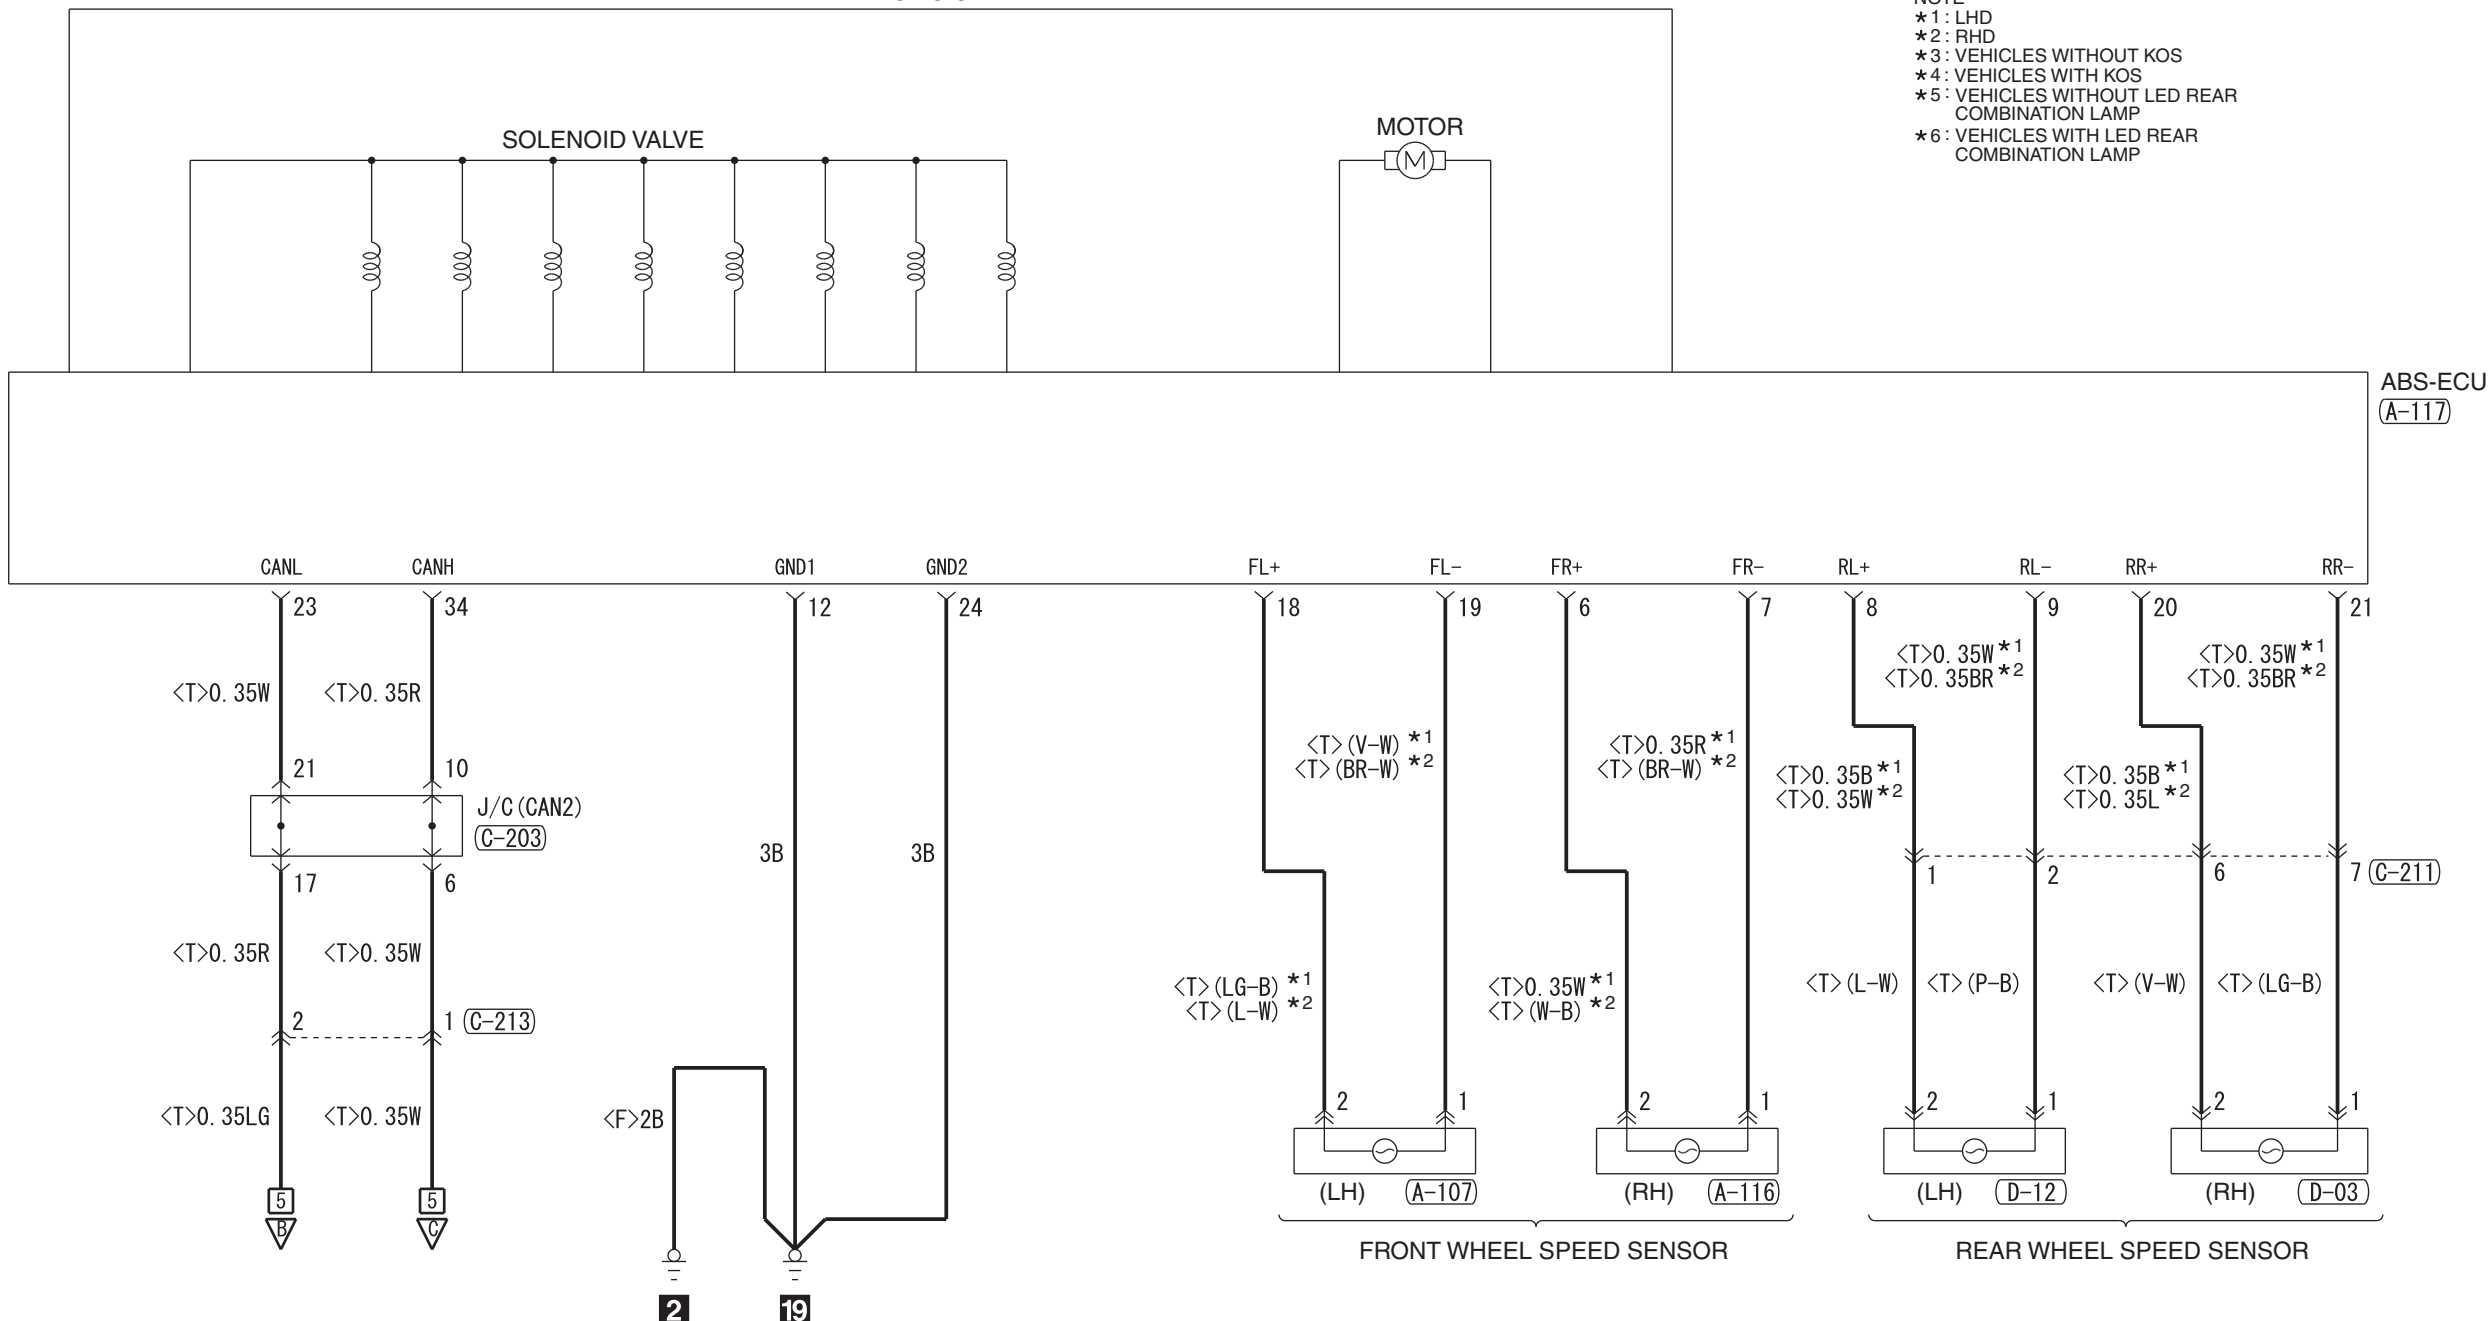 NOTE
*1: LHD
*2: RHD
*3: VEHICLES WITHOUT KOS
*4: VEHICLES WITH KOS
*5: VEHICLES WITHOUT LED REAR
COMBINATION LAMP
*6: VEHICLES WITH LED REAR
COMBINATION LAMP
SOLENOID VALVE
MOTOR
M
ABS-ECU
A-117
CANL CANH GND1 GND2 FL+ FL- FR+ FR- RL+ RL- RR+ RR-
23 34 12 24 18 19 6 7 8 9 20 21
<T>0.35W*1 <T>0.35W*1
<T>0.35BR*2 <T>0.35BR*2
<T>0.35W <T>0.35R
<T>(V-W)*1 <T>0.35R*1
<T>(BR-W)*2 <T>(BR-W)*2
21 10
<T>0.35B*1 <T>0.35B*1
<T>0.35W*2 <T>0.35L*2
J/C(CAN2)
C-203
3B 3B
17 6
1 2 6 7 C-211
<T>0.35R <T>0.35W
<T>(LG-B)*1 <T>0.35W*1
<T>(L-W)*2 <T>(W-B)*2
<T>(L-W) <T>(P-B) <T>(V-W) <T>(LG-B)
2 1 C-213
<T>0.35LG <T>0.35W
<F>2B
2 1 2 1 2 1 2 1
5 5
B C
(LH) A-107 (RH) A-116 (LH) D-12 (RH) D-03
FRONT WHEEL SPEED SENSOR REAR WHEEL SPEED SENSOR
2 19